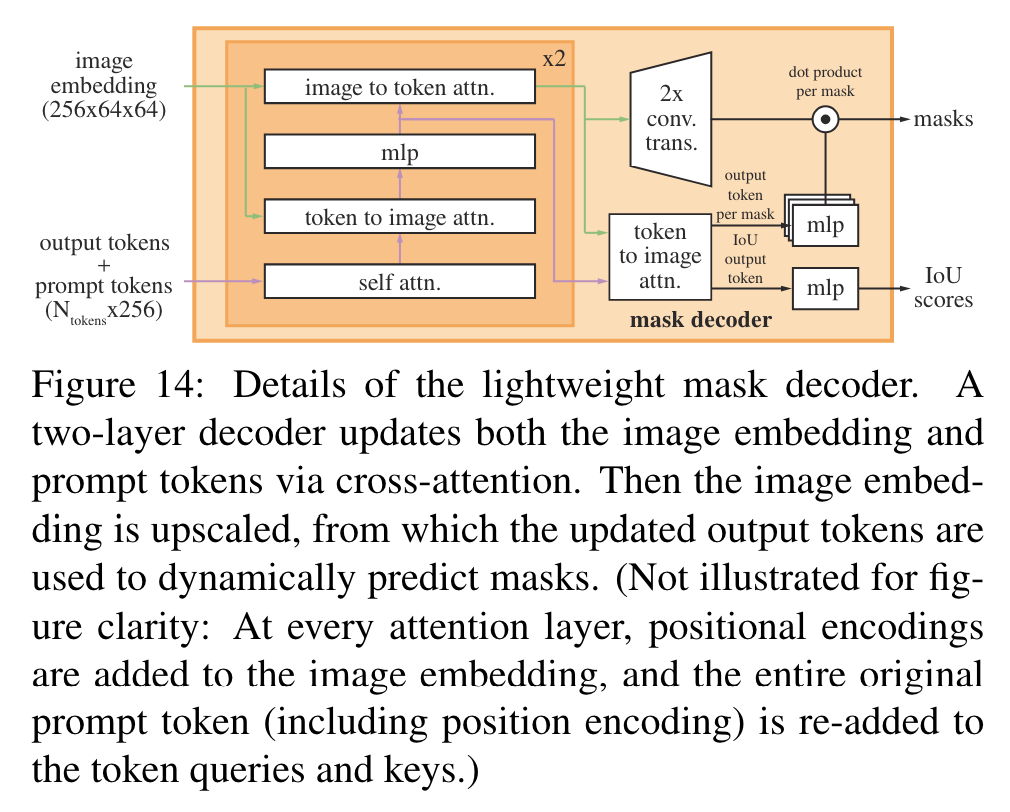 image
embedding
(256x64x64)
output tokens
+
prompt tokens
(Ntokensx256)
x2
image to token attn.
mlp
token to image attn.
self attn.
2x
conv.
trans.
token
to image
attn.
dot product
per mask
output
token
per mask
IoU
output
token
mlp
mlp
masks
IoU
scores
mask decoder
Figure 14: Details of the lightweight mask decoder. A
two-layer decoder updates both the image embedding and
prompt tokens via cross-attention. Then the image embed-
ding is upscaled, from which the updated output tokens are
used to dynamically predict masks. (Not illustrated for fig-
ure clarity: At every attention layer, positional encodings
are added to the image embedding, and the entire original
prompt token (including position encoding) is re-added to
the token queries and keys.)